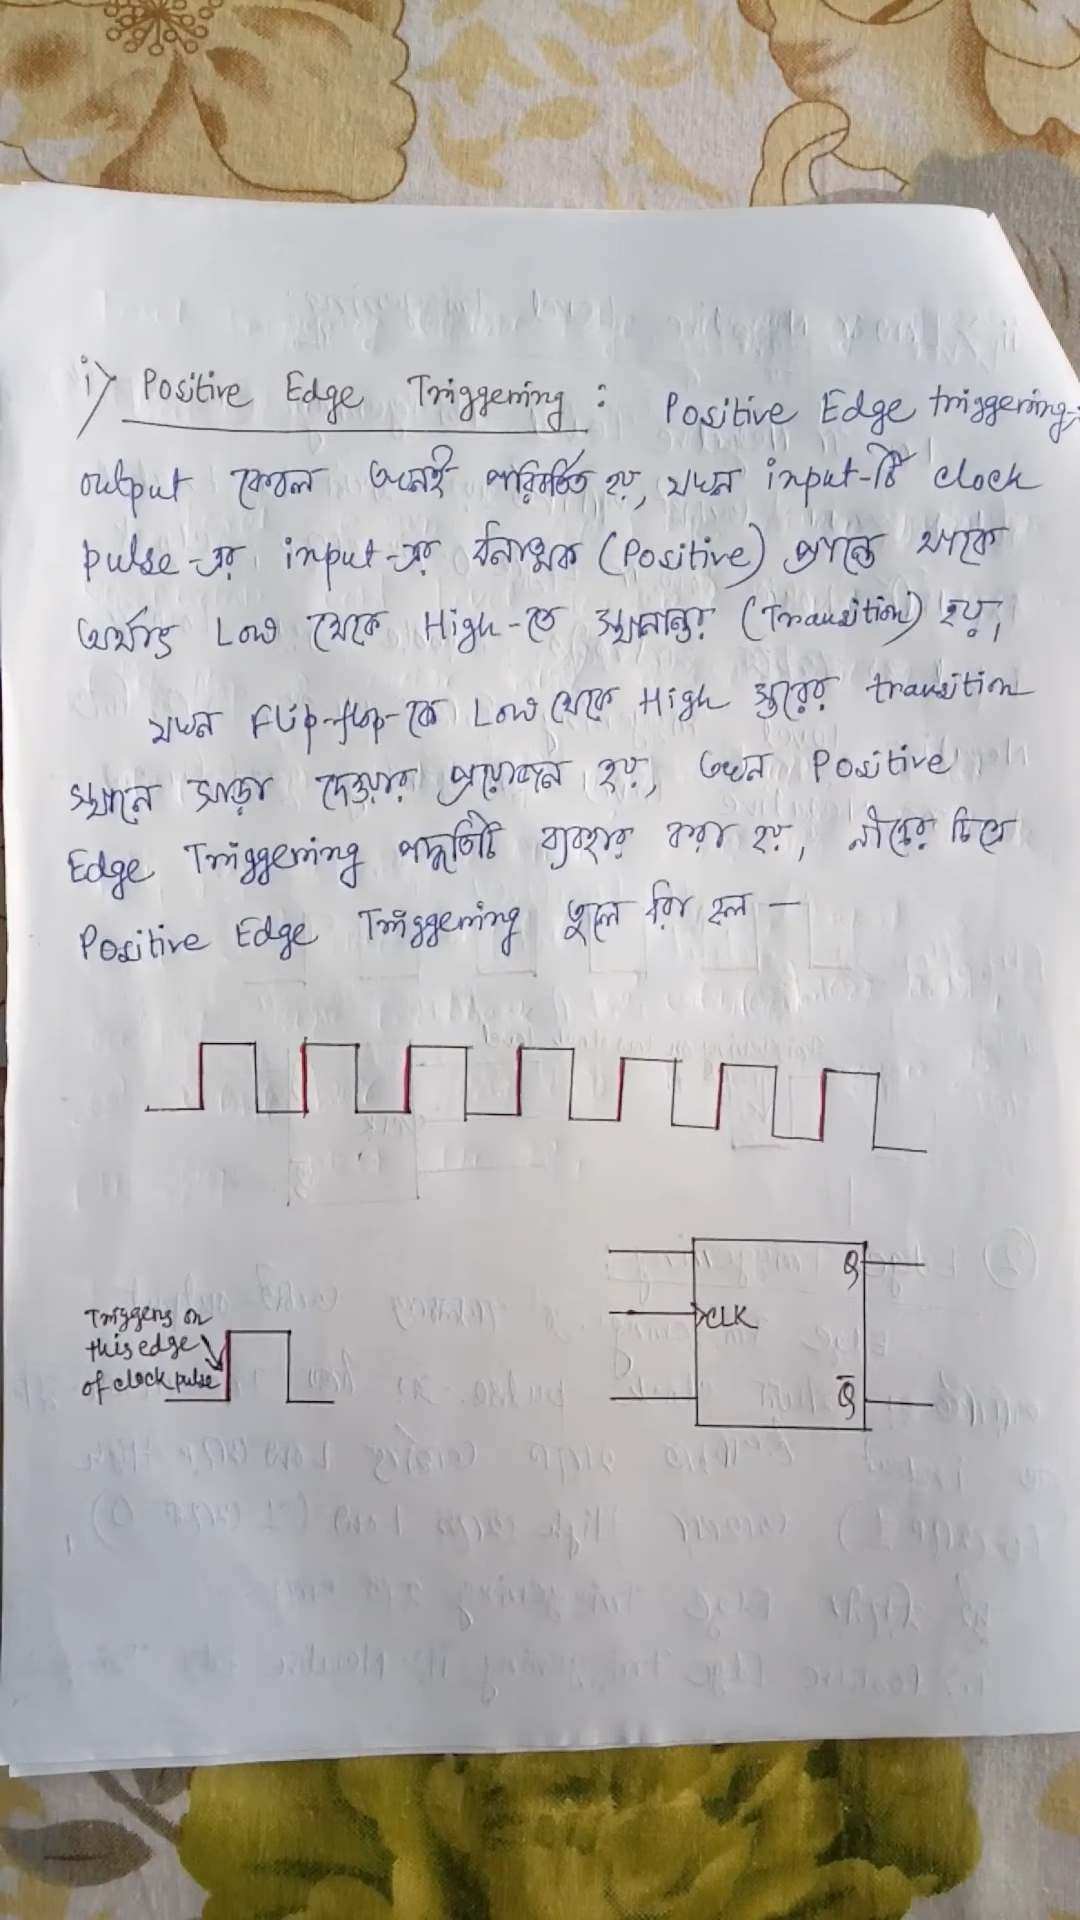 i) Positive Edge Triggering : Positive Edge triggering-
output কেবল তখনই পরিবর্তিত হয়, যখন input-টি clock
pulse-এর input-এর ধনাত্মক (Positive) প্রান্তে থাকে
অর্থাৎ Low থেকে High-তে স্থানান্তর (Transition) হয়,
যখন Flip-flop-কে Low থেকে High স্তরের transition
স্থানে সাড়া দেওয়ার প্রয়োজন হয়, তখন Positive
Edge Triggering পদ্ধতিটি ব্যবহার করা হয়, নীচের চিত্রে
Positive Edge Triggering তুলে ধরা হল —
Triggers on
this edge
of clock pulse
Q
CLK
Q̅